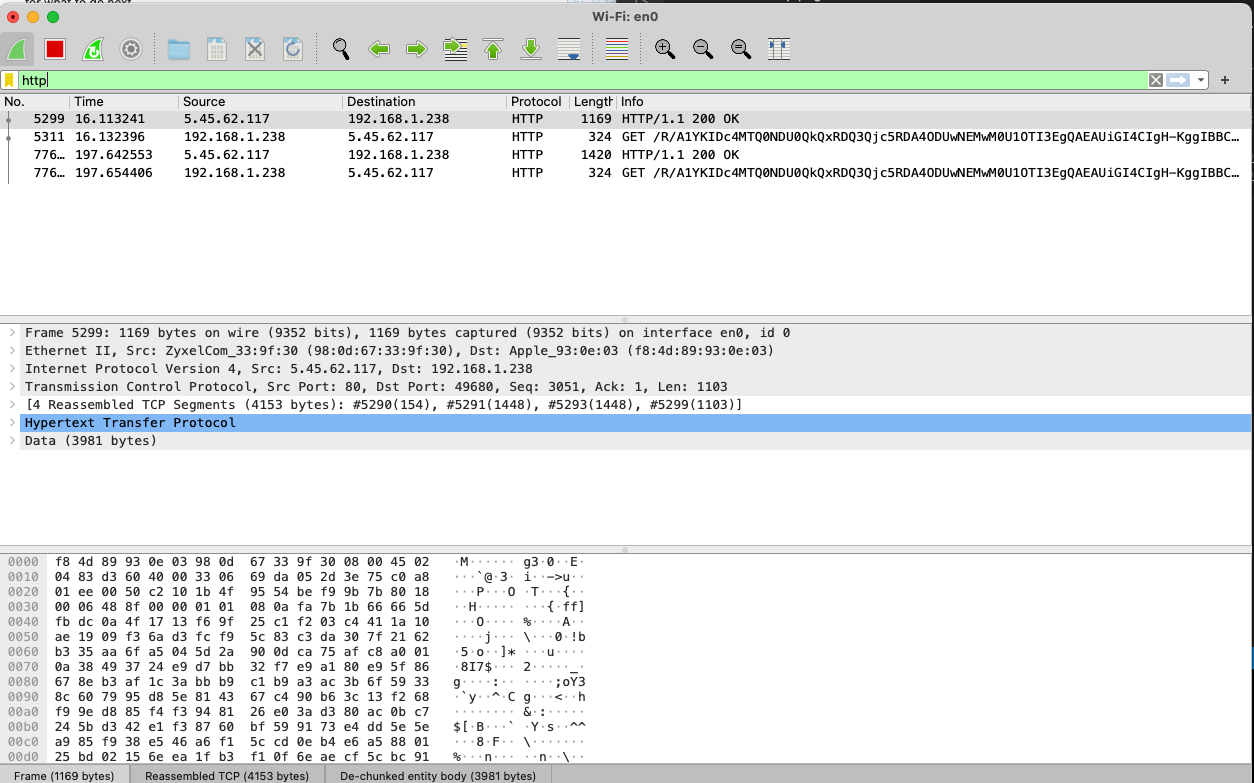 Wi-Fi: en0
http
No. Time Source Destination Protocol Length Info
5299 16.113241 5.45.62.117 192.168.1.238 HTTP 1169 HTTP/1.1 200 OK
5311 16.132396 192.168.1.238 5.45.62.117 HTTP 324 GET /R/A1YKIDc4MTQ0NDU0QkQxRDQ3Qjc5RDA4ODUwNEMwM0U1OTI3EgQAEAUiGI4CIgH-KggIBBC…
776… 197.642553 5.45.62.117 192.168.1.238 HTTP 1420 HTTP/1.1 200 OK
776… 197.654406 192.168.1.238 5.45.62.117 HTTP 324 GET /R/A1YKIDc4MTQ0NDU0QkQxRDQ3Qjc5RDA4ODUwNEMwM0U1OTI3EgQAEAUiGI4CIgH-KggIBBC…
Frame 5299: 1169 bytes on wire (9352 bits), 1169 bytes captured (9352 bits) on interface en0, id 0
Ethernet II, Src: ZyxelCom_33:9f:30 (98:0d:67:33:9f:30), Dst: Apple_93:0e:03 (f8:4d:89:93:0e:03)
Internet Protocol Version 4, Src: 5.45.62.117, Dst: 192.168.1.238
Transmission Control Protocol, Src Port: 80, Dst Port: 49680, Seq: 3051, Ack: 1, Len: 1103
[4 Reassembled TCP Segments (4153 bytes): #5290(154), #5291(1448), #5293(1448), #5299(1103)]
Hypertext Transfer Protocol
Data (3981 bytes)
0000 f8 4d 89 93 0e 03 98 0d 67 33 9f 30 08 00 45 02 ·M······ g3·0··E·
0010 04 83 d3 60 40 00 33 06 69 da 05 2d 3e 75 c0 a8 ···`@·3· i··->u··
0020 01 ee 00 50 c2 10 1b 4f 95 54 be f9 9b 7b 80 18 ···P···O ·T···{··
0030 00 06 48 8f 00 00 01 01 08 0a fa 7b 1b 66 66 5d ··H····· ···{·ff]
0040 fb dc 0a 4f 17 13 f6 9f 25 c1 f2 03 c4 41 1a 10 ···O···· %····A··
0050 ae 19 09 f3 6a d3 fc f9 5c 83 c3 da 30 7f 21 62 ····j··· \···0·!b
0060 b3 35 aa 6f a5 04 5d 2a 90 0d ca 75 af c8 a0 01 ·5·o··]* ···u····
0070 0a 38 49 37 24 e9 d7 bb 32 f7 e9 a1 80 e9 5f 86 ·8I7$··· 2·····_·
0080 67 8e b3 af 1c 3a bb b9 c1 b9 a3 ac 3b 6f 59 33 g····:·· ····;oY3
0090 8c 60 79 95 d8 5e 81 43 67 c4 90 b6 3c 13 f2 68 ·`y··^·C g···<··h
00a0 f9 9e d8 85 f4 f3 94 81 26 e0 3a d3 80 ac 0b c7 ········ &·:·····
00b0 24 5b d3 42 e1 f3 87 60 bf 59 91 73 e4 dd 5e 5e $[·B···` ·Y·s··^^
00c0 a9 85 f9 38 e5 46 a6 f1 5c cd 0e b4 e6 a5 88 01 ···8·F·· \·······
00d0 25 bd 02 15 6e ea 1f b3 f1 0f 6e ae cf 5c bc 91 %···n··· ··n··\··
Frame (1169 bytes) Reassembled TCP (4153 bytes) De-chunked entity body (3981 bytes)